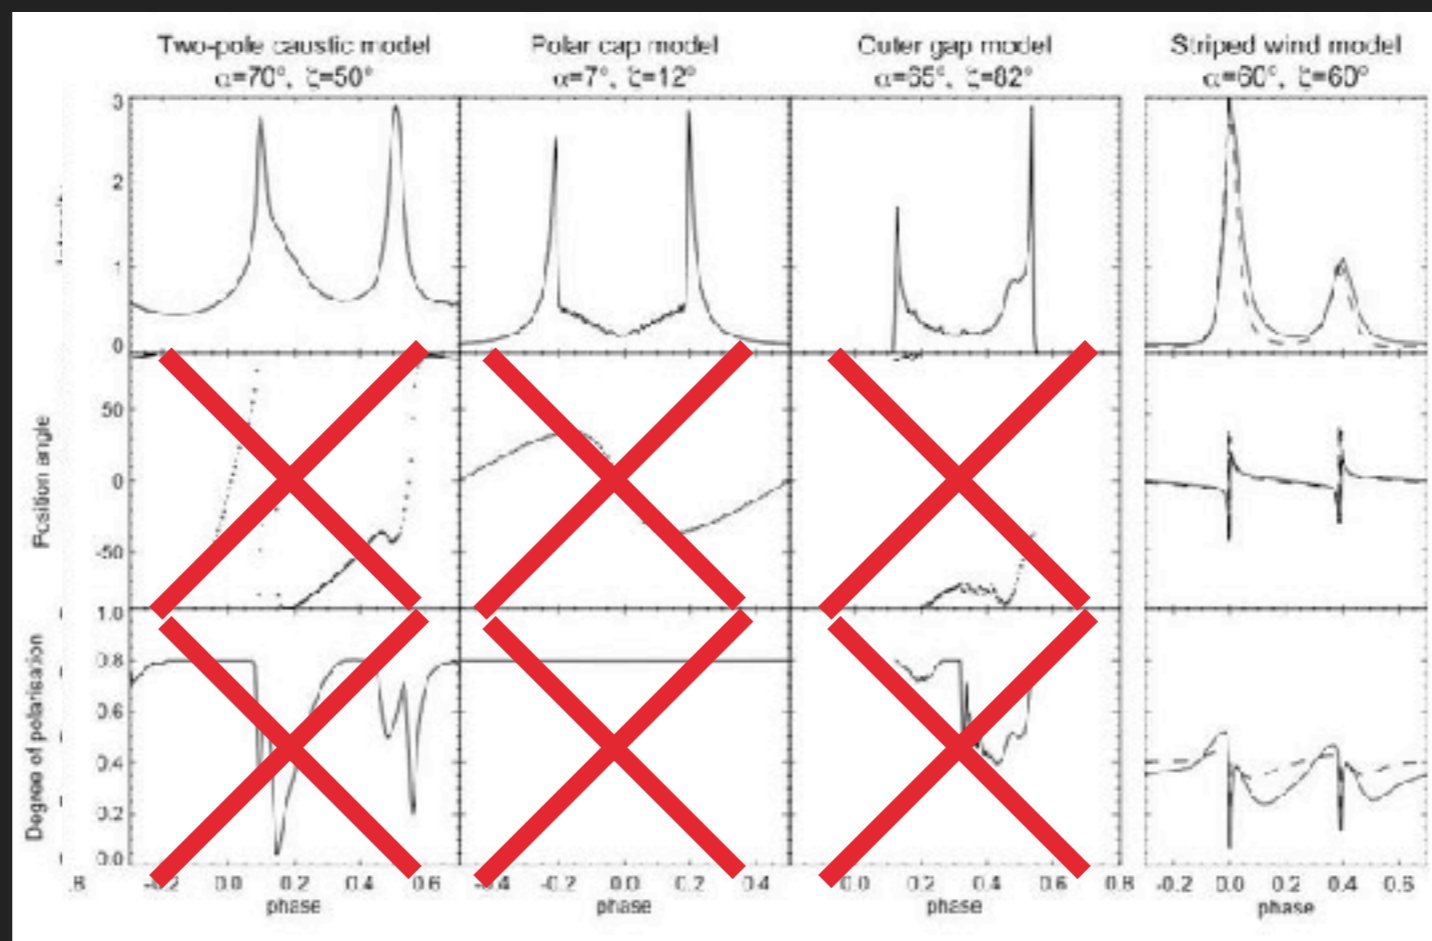 Two-pole caustic model
α=70°, ζ=50°
Polar cap model
α=7°, ζ=12°
Outer gap model
α=65°, ζ=82°
Striped wind model
α=60°, ζ=60°
3
2
1
0
Position angle
50
0
-50
Degree of polarisation
1.0
0.8
0.6
0.4
0.2
0.0
.8
0.0 0.2 0.4 0.6
-0.2 0.0 0.2 0.4
0.0 0.2 0.4 0.6 0.8
-0.2 0.0 0.2 0.4 0.6
phase
phase
phase
phase